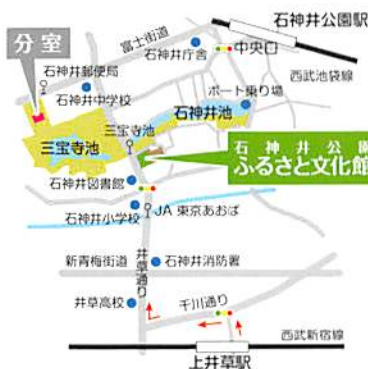 石神井公園駅
富士街道
分室
石神井庁舎
中央口
石神井郵便局
西武池袋線
石神井中学校
ボート乗り場
石神井池
三宝寺池
三宝寺池
石神井公園
ふるさと文化館
石神井図書館
石神井小学校
JA 東京あおば
井草通り
新青梅街道
石神井消防署
井草高校
千川通り
西武新宿線
上井草駅